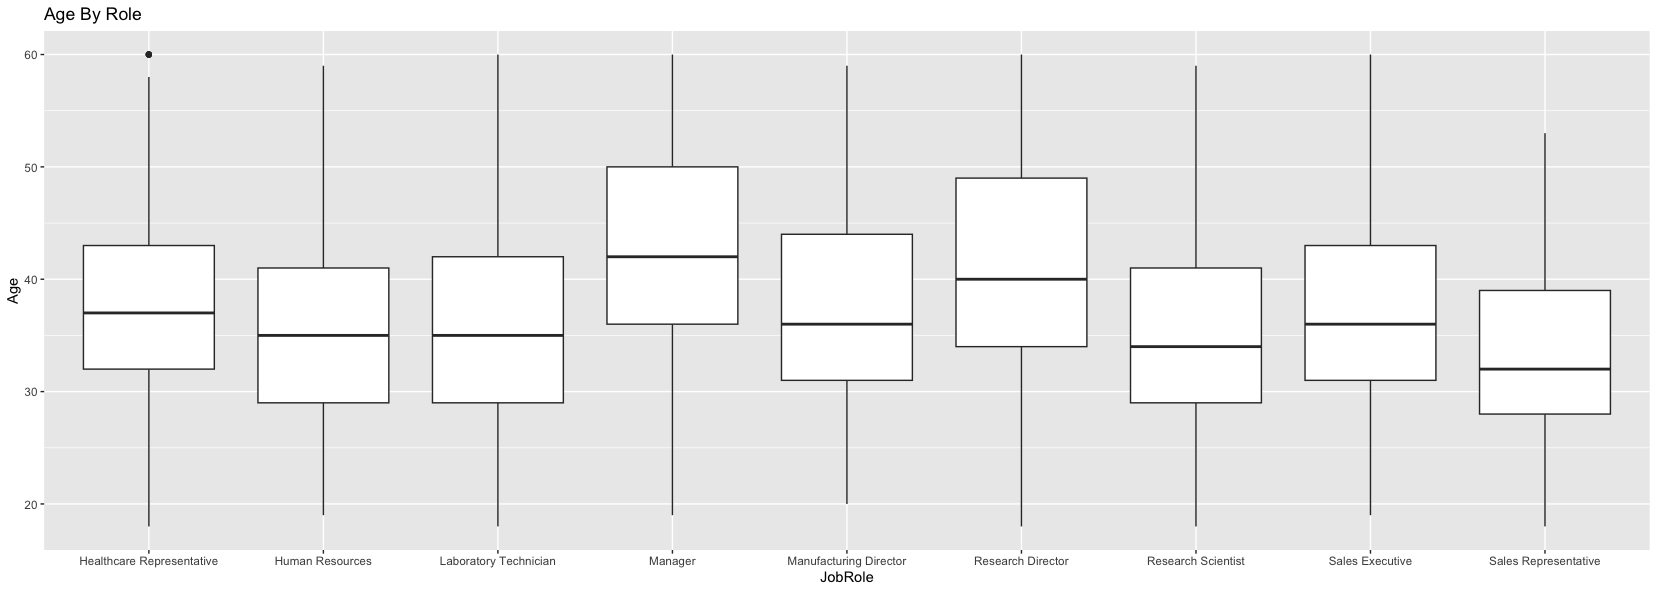 Age By Role
Age
60
50
40
30
20
Healthcare Representative
Human Resources
Laboratory Technician
Manager
Manufacturing Director
Research Director
Research Scientist
Sales Executive
Sales Representative
JobRole